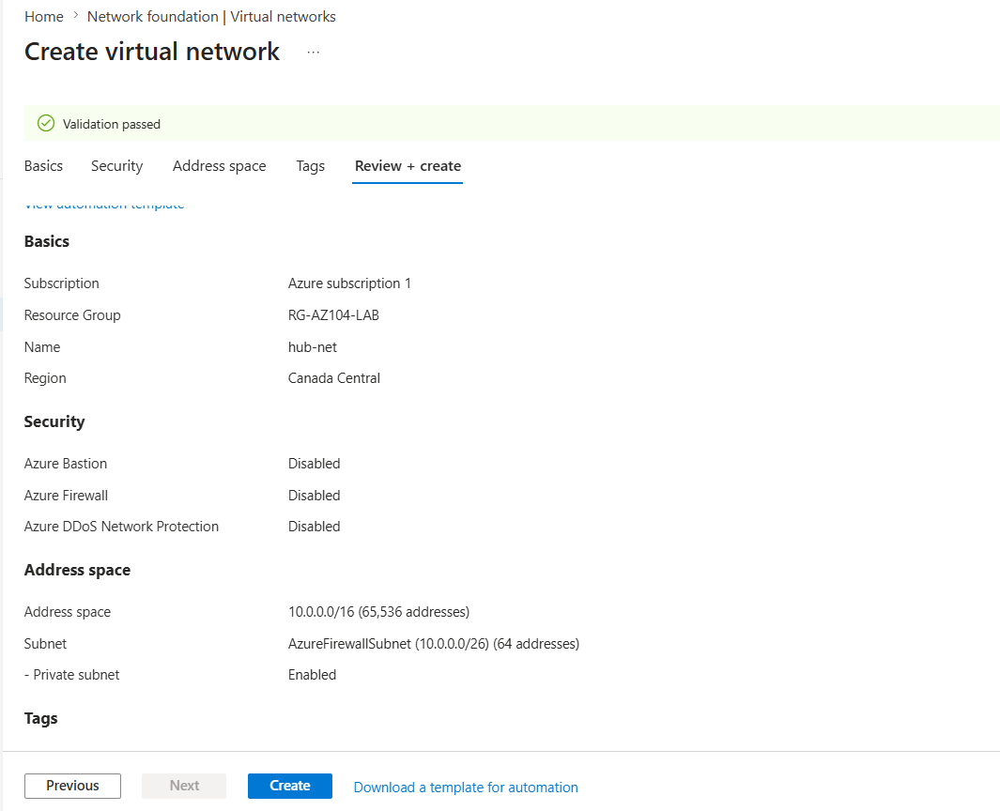 Home > Network foundation | Virtual networks
Create virtual network ...
Validation passed
Basics Security Address space Tags Review + create
View automation template
Basics
Subscription Azure subscription 1
Resource Group RG-AZ104-LAB
Name hub-net
Region Canada Central
Security
Azure Bastion Disabled
Azure Firewall Disabled
Azure DDoS Network Protection Disabled
Address space
Address space 10.0.0.0/16 (65,536 addresses)
Subnet AzureFirewallSubnet (10.0.0.0/26) (64 addresses)
- Private subnet Enabled
Tags
Previous Next Create Download a template for automation